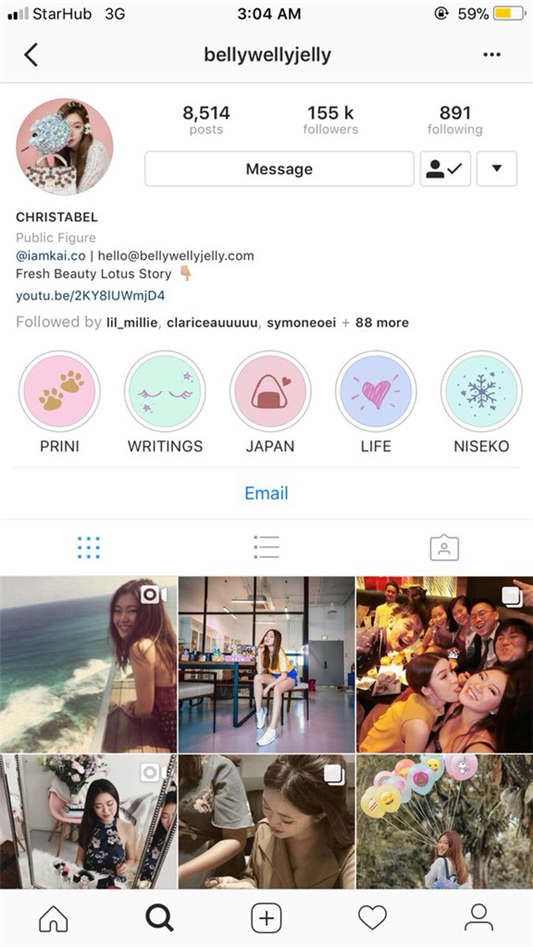 StarHub 3G 3:04 AM 59%
bellywellyjelly
8,514 155 k 891
posts followers following
Message
CHRISTABEL
Public Figure
@iamkai.co | hello@bellywellyjelly.com
Fresh Beauty Lotus Story 👇🏼
youtu.be/2KY8lUWmjD4
Followed by lil_millie, clariceauuuuu, symoneoei + 88 more
PRINI WRITINGS JAPAN LIFE NISEKO
Email